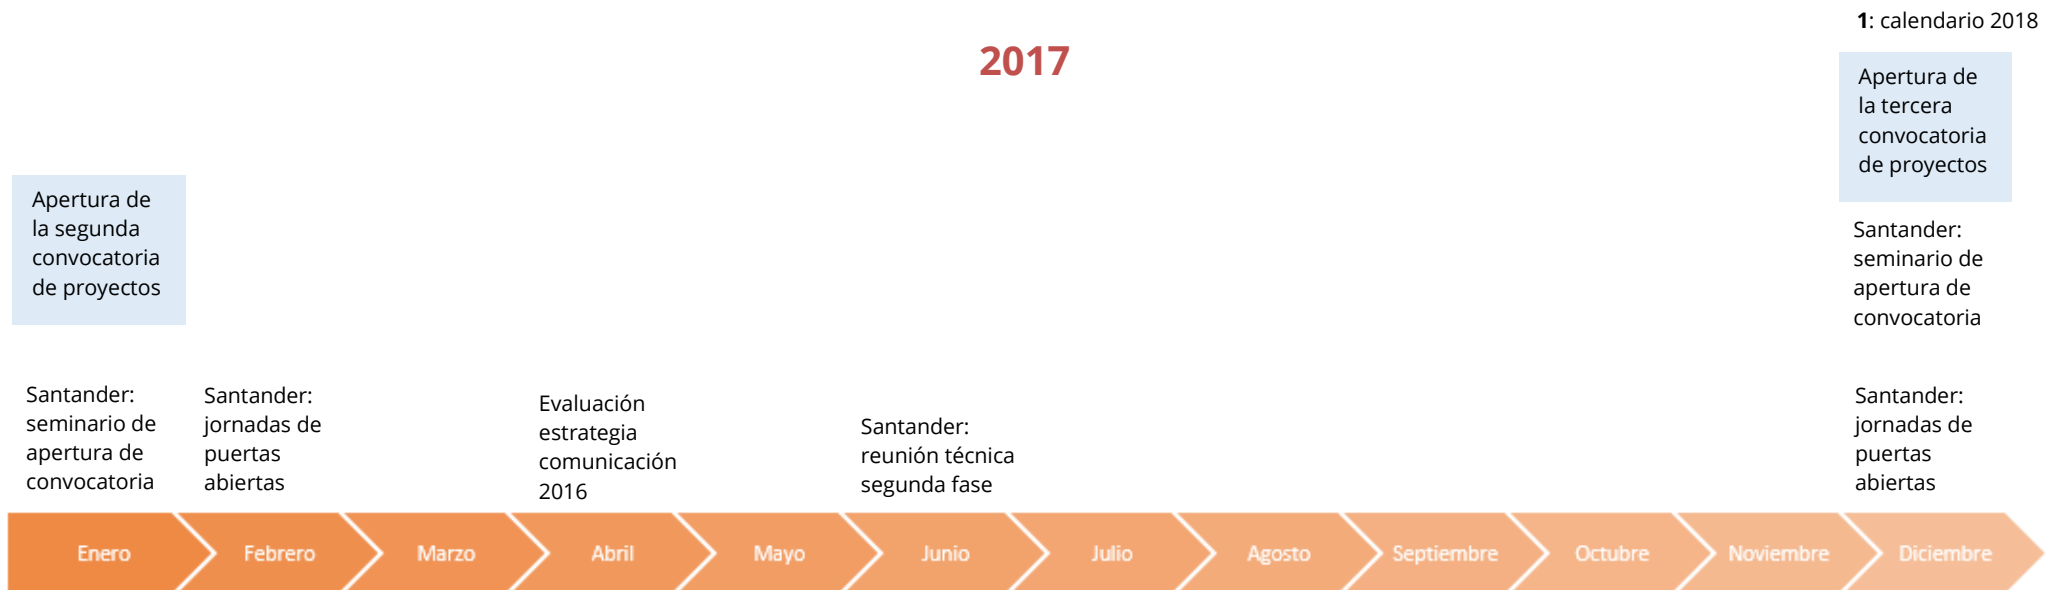 1: calendario 2018
2017
Apertura de
la tercera
convocatoria
de proyectos
Apertura de
la segunda
convocatoria
de proyectos
Santander:
seminario de
apertura de
convocatoria
Santander:
seminario de
apertura de
convocatoria
Santander:
jornadas de
puertas
abiertas
Evaluación
estrategia
comunicación
2016
Santander:
reunión técnica
segunda fase
Santander:
jornadas de
puertas
abiertas
Enero
Febrero
Marzo
Abril
Mayo
Junio
Julio
Agosto
Septiembre
Octubre
Noviembre
Diciembre